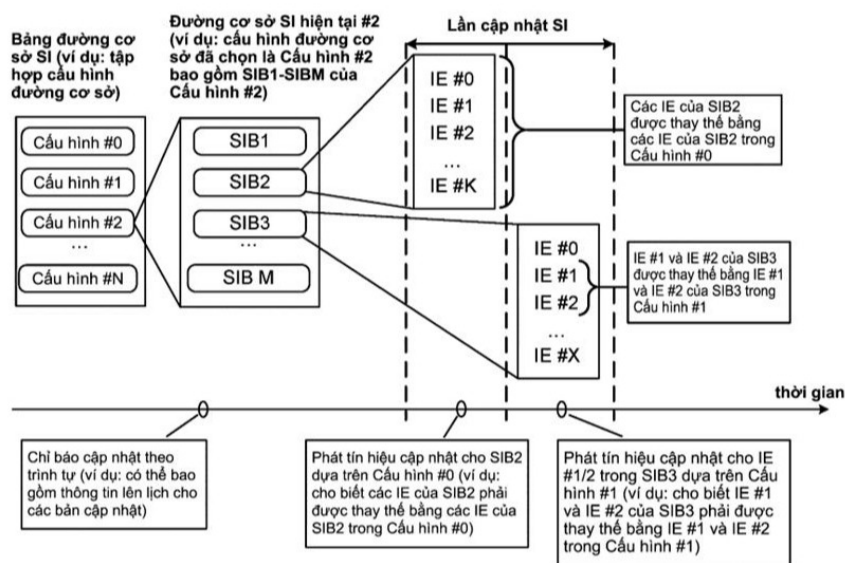 Bảng đường cơ
sở SI (ví dụ: tập
hợp cấu hình
đường cơ sở)
Cấu hình #0
Cấu hình #1
Cấu hình #2
...
Cấu hình #N
Đường cơ sở SI hiện tại #2
(ví dụ: cấu hình đường cơ
sở đã chọn là Cấu hình #2
bao gồm SIB1-SIBM của
Cấu hình #2)
SIB1
SIB2
SIB3
...
SIB M
Lần cập nhật SI
IE #0
IE #1
IE #2
...
IE #K
Các IE của SIB2
được thay thế bằng
các IE của SIB2 trong
Cấu hình #0
IE #0
IE #1
IE #2
...
IE #X
IE #1 và IE #2 của SIB3
được thay thế bằng IE #1
và IE #2 của SIB3 trong
Cấu hình #1
thời gian
Chỉ báo cập nhật theo
trình tự (ví dụ: có thể bao
gồm thông tin lên lịch cho
các bản cập nhật)
Phát tín hiệu cập nhật cho SIB2
dựa trên Cấu hình #0 (ví dụ:
cho biết các IE của SIB2 phải
được thay thế bằng các IE của
SIB2 trong Cấu hình #0)
Phát tín hiệu cập nhật cho IE
#1/2 trong SIB3 dựa trên Cấu
hình #1 (ví dụ: cho biết IE #1
và IE #2 của SIB3 phải được
thay thế bằng IE #1 và IE #2
trong Cấu hình #1)